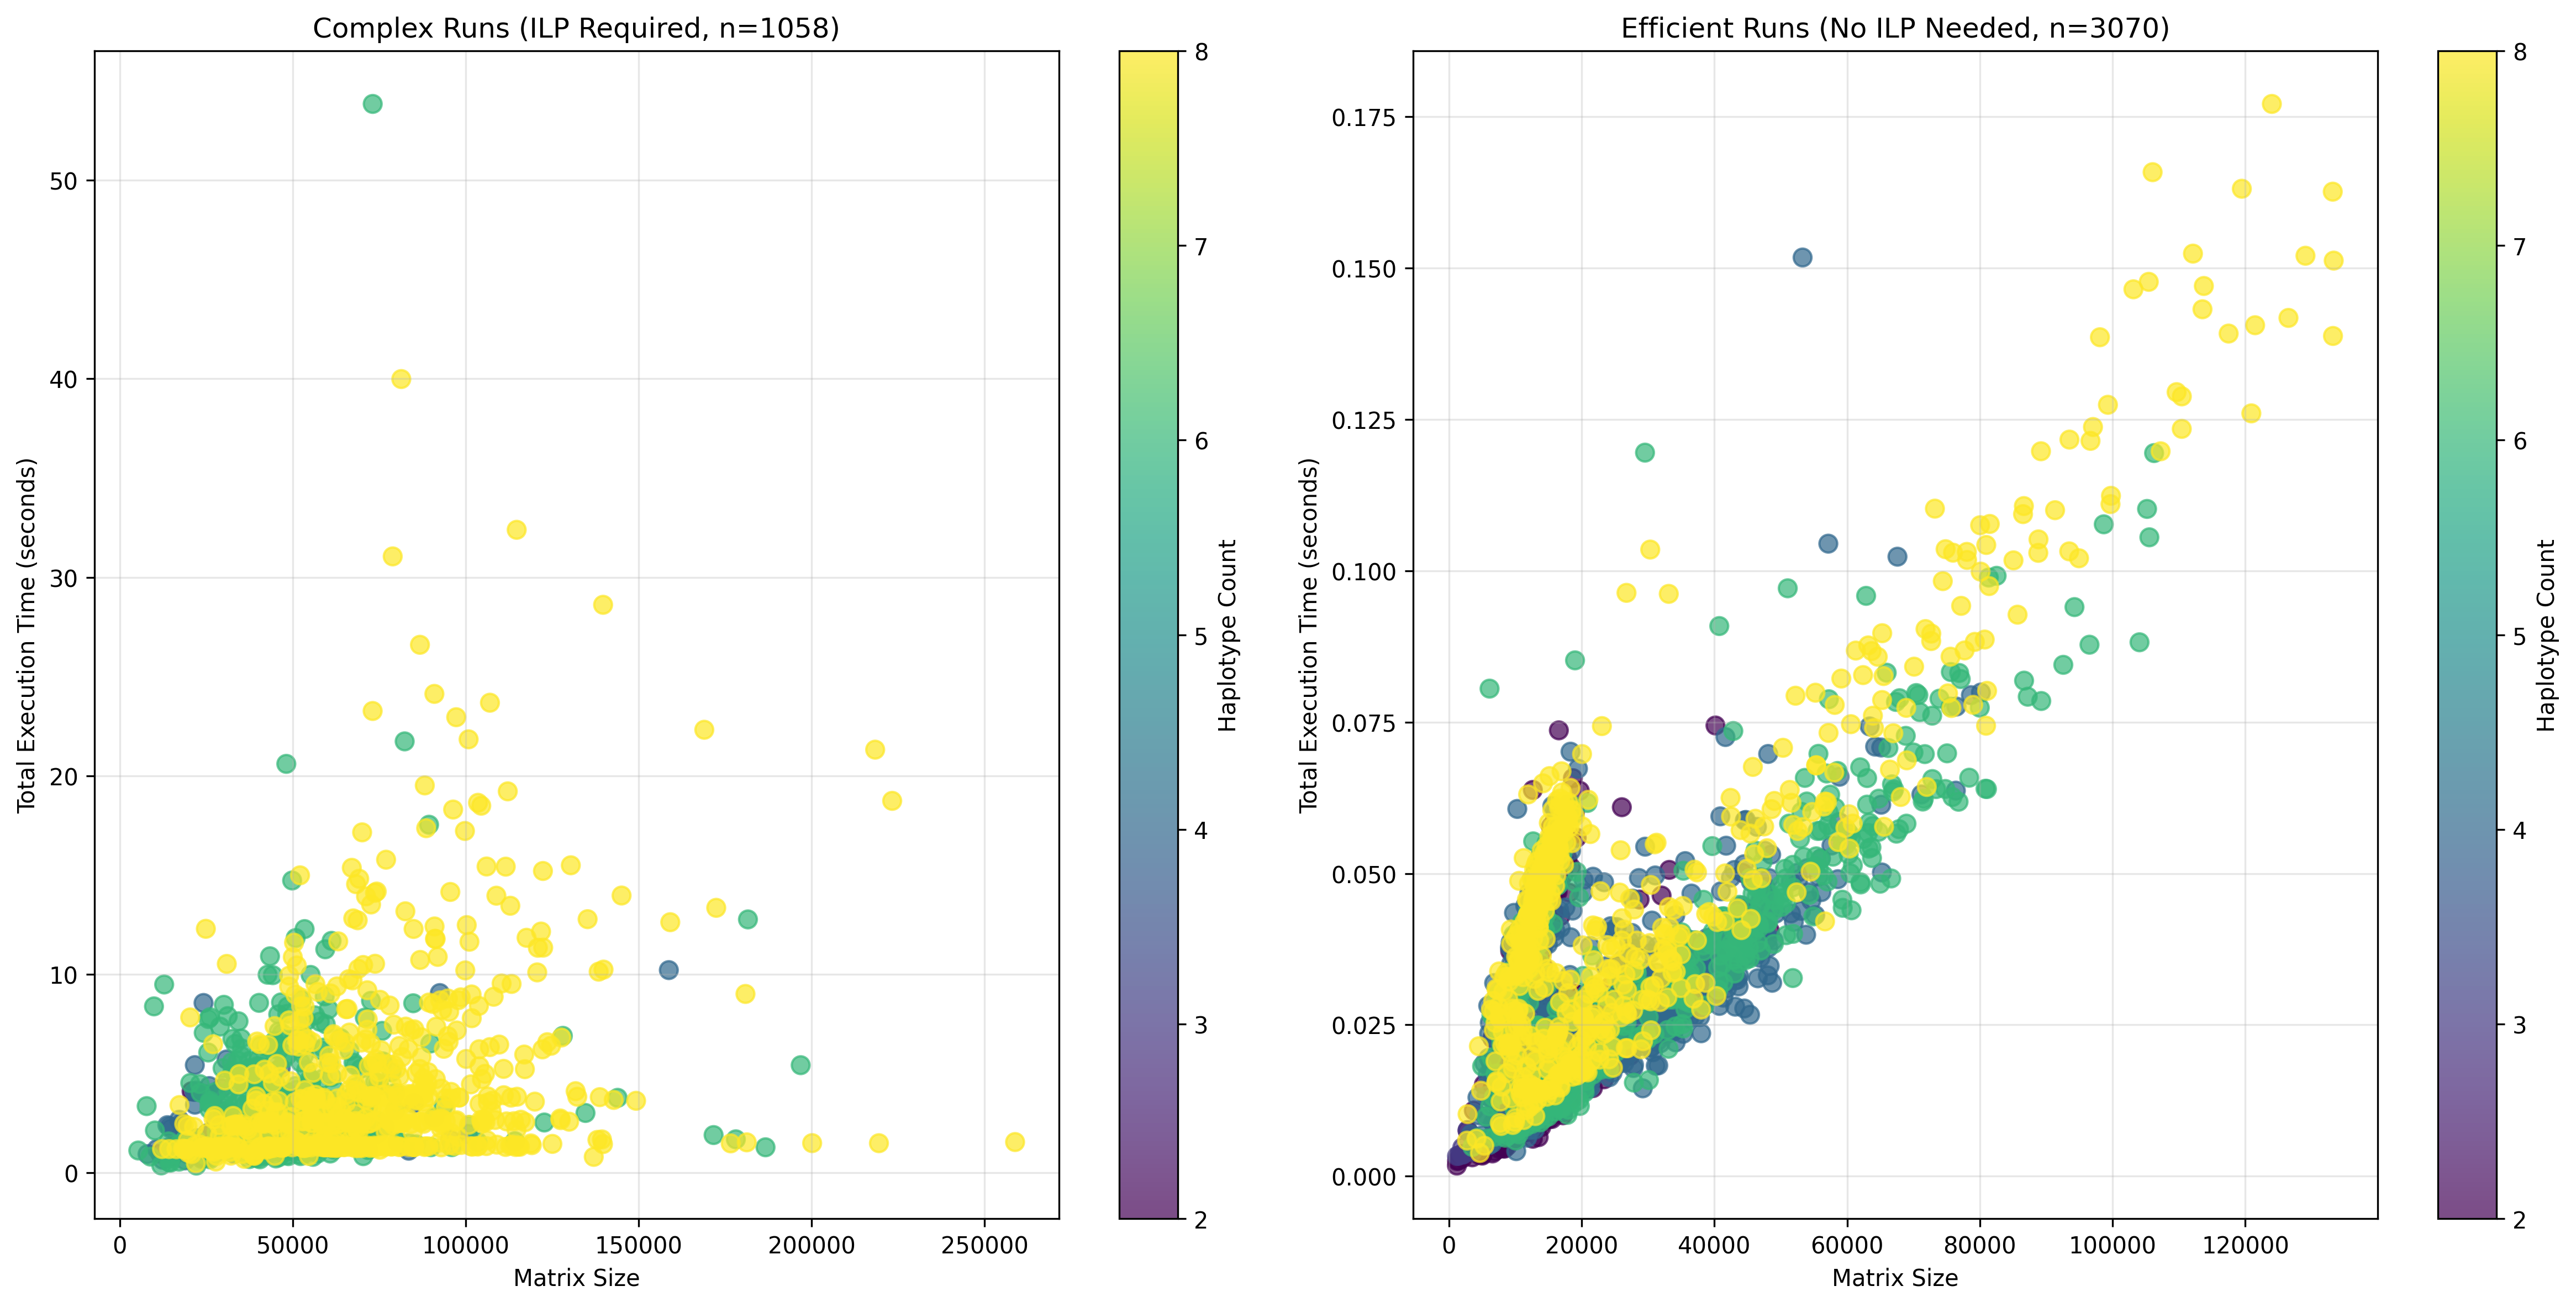 Complex Runs (ILP Required, n=1058)
Total Execution Time (seconds)
50
40
30
20
10
0
0 50000 100000 150000 200000 250000
Matrix Size
8
7
6
5
4
3
2
Haplotype Count
Efficient Runs (No ILP Needed, n=3070)
Total Execution Time (seconds)
0.175
0.150
0.125
0.100
0.075
0.050
0.025
0.000
0 20000 40000 60000 80000 100000 120000
Matrix Size
8
7
6
5
4
3
2
Haplotype Count